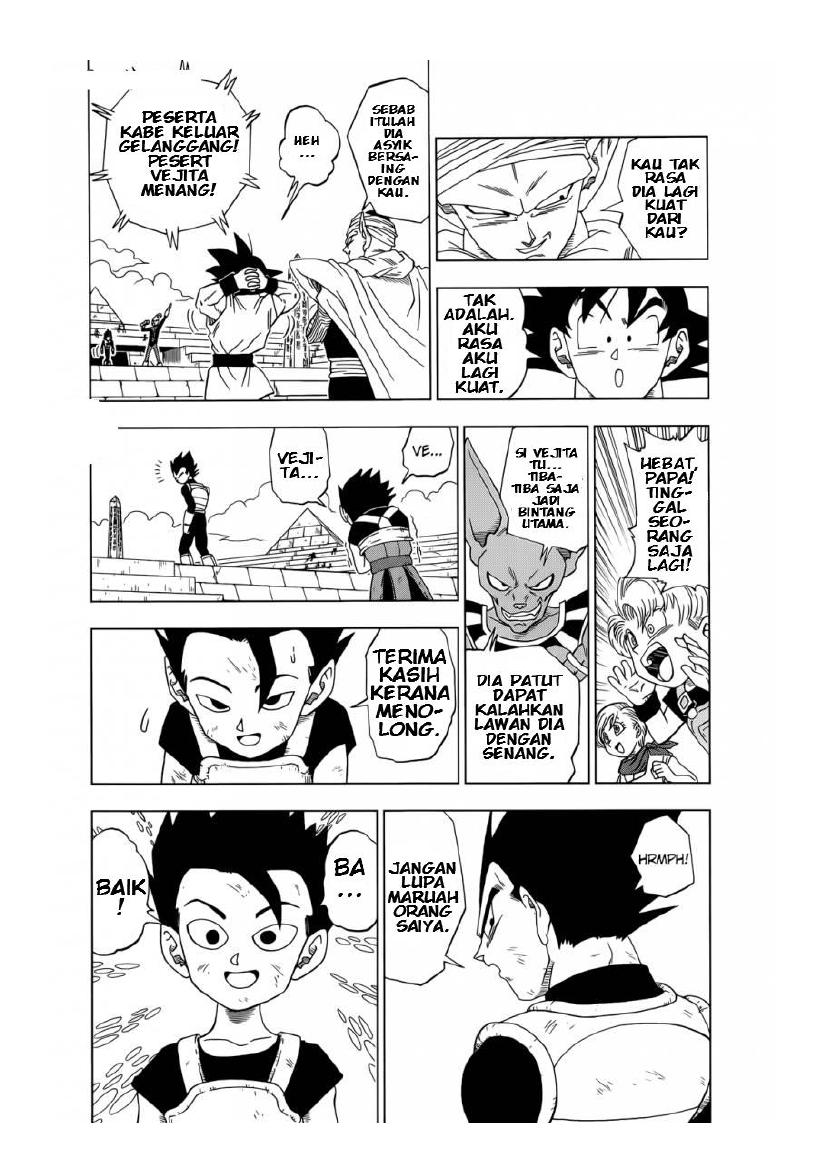 KAU TAK
RASA
DIA LAGI
KUAT
DARI
KAU?
TAK
ADALAH.
AKU
RASA
AKU
LAGI
KUAT.
SEBAB
ITULAH
DIA
ASYIK
BERSA-
ING
DENGAN
KAU.
HEH
...
PESERTA
KABE KELUAR
GELANGGANG!
PESERT
VEJITA
MENANG!
HEBAT,
PAPA!
TING-
GAL
SEO-
RANG
SAJA
LAGI!
SI VEJITA
TU...
TIBA-
TIBA SAJA
JADI
BINTANG
UTAMA.
DIA PATUT
DAPAT
KALAHKAN
LAWAN DIA
DENGAN
SENANG.
VE...
VEJI-
TA...
TERIMA
KASIH
KERANA
MENO-
LONG.
HRMPH!
JANGAN
LUPA
MARUAH
ORANG
SAIYA.
BA
...
BAIK
!